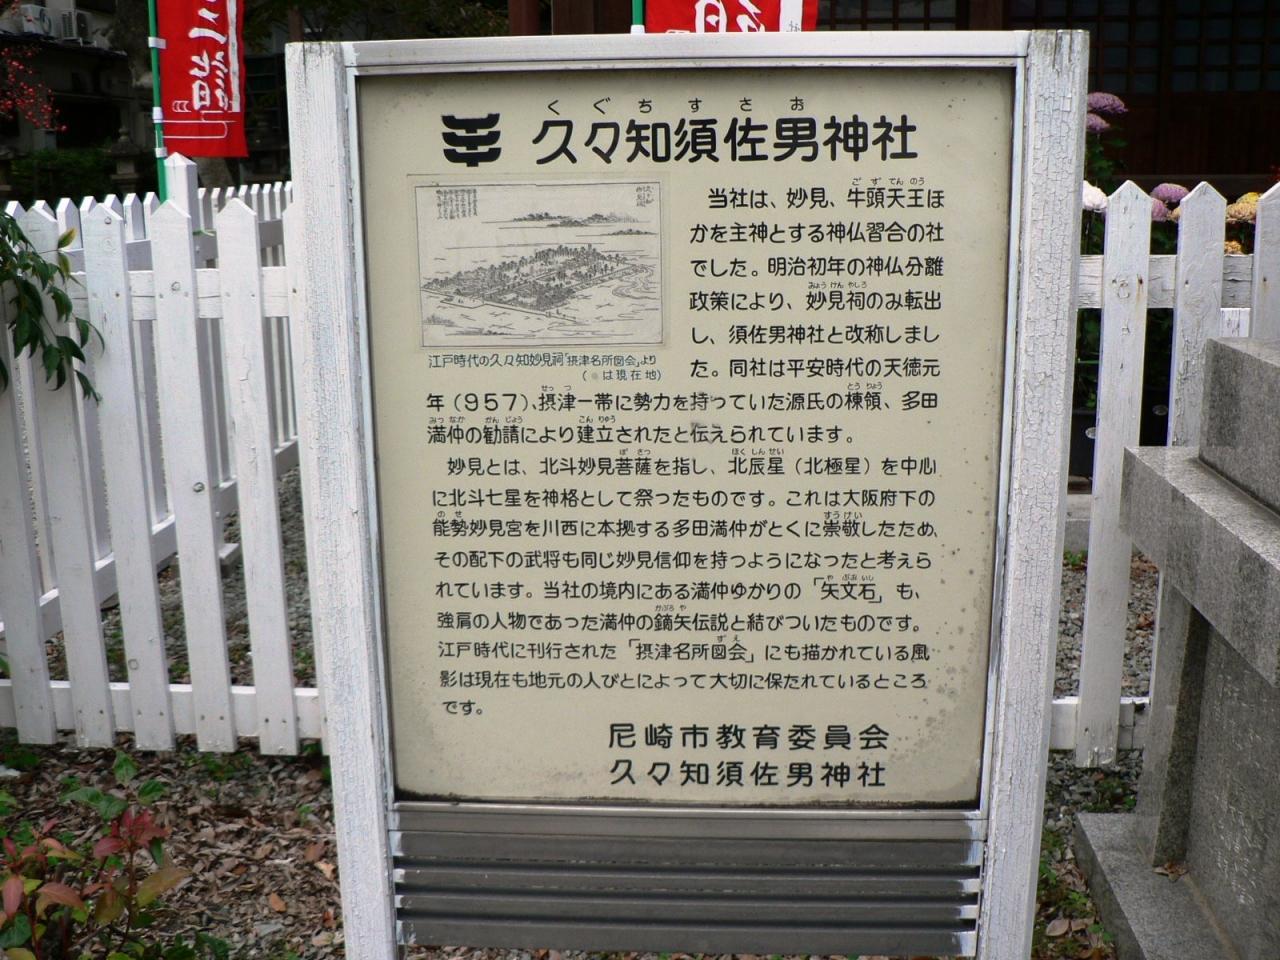 くぐちすさお
久々知須佐男神社
ごずてんのう
当社は、妙見、牛頭天王ほ
かを主神とする神仏習合の社
でした。明治初年の神仏分離
みょうけんやしろ
政策により、妙見祠のみ転出
し、須佐男神社と改称しまし
た。同社は平安時代の天徳元
江戸時代の久々知妙見祠「摂津名所図会」より
(●は現在地)
せっつ とうりょう
年(957)、摂津一帯に勢力を持っていた源氏の棟領、多田
みつなか かんじょう こんりゅう
満仲の勧請により建立されたと伝えられています。
ぼさつ ほくしんせい
妙見とは、北斗妙見菩薩を指し、北辰星(北極星)を中心
に北斗七星を神格として祭ったものです。これは大阪府下の
のせ すうけい
能勢妙見宮を川西に本拠する多田満仲がとくに崇敬したため、
その配下の武将も同じ妙見信仰を持つようになったと考えら
やぶみいし
れています。当社の境内にある満仲ゆかりの「矢文石」も、
かぶらや
強肩の人物であった満仲の鏑矢伝説と結びついたものです。
ずえ
江戸時代に刊行された「摂津名所図会」にも描かれている風
影は現在も地元の人びとによって大切に保たれているところ
です。
尼崎市教育委員会
久々知須佐男神社